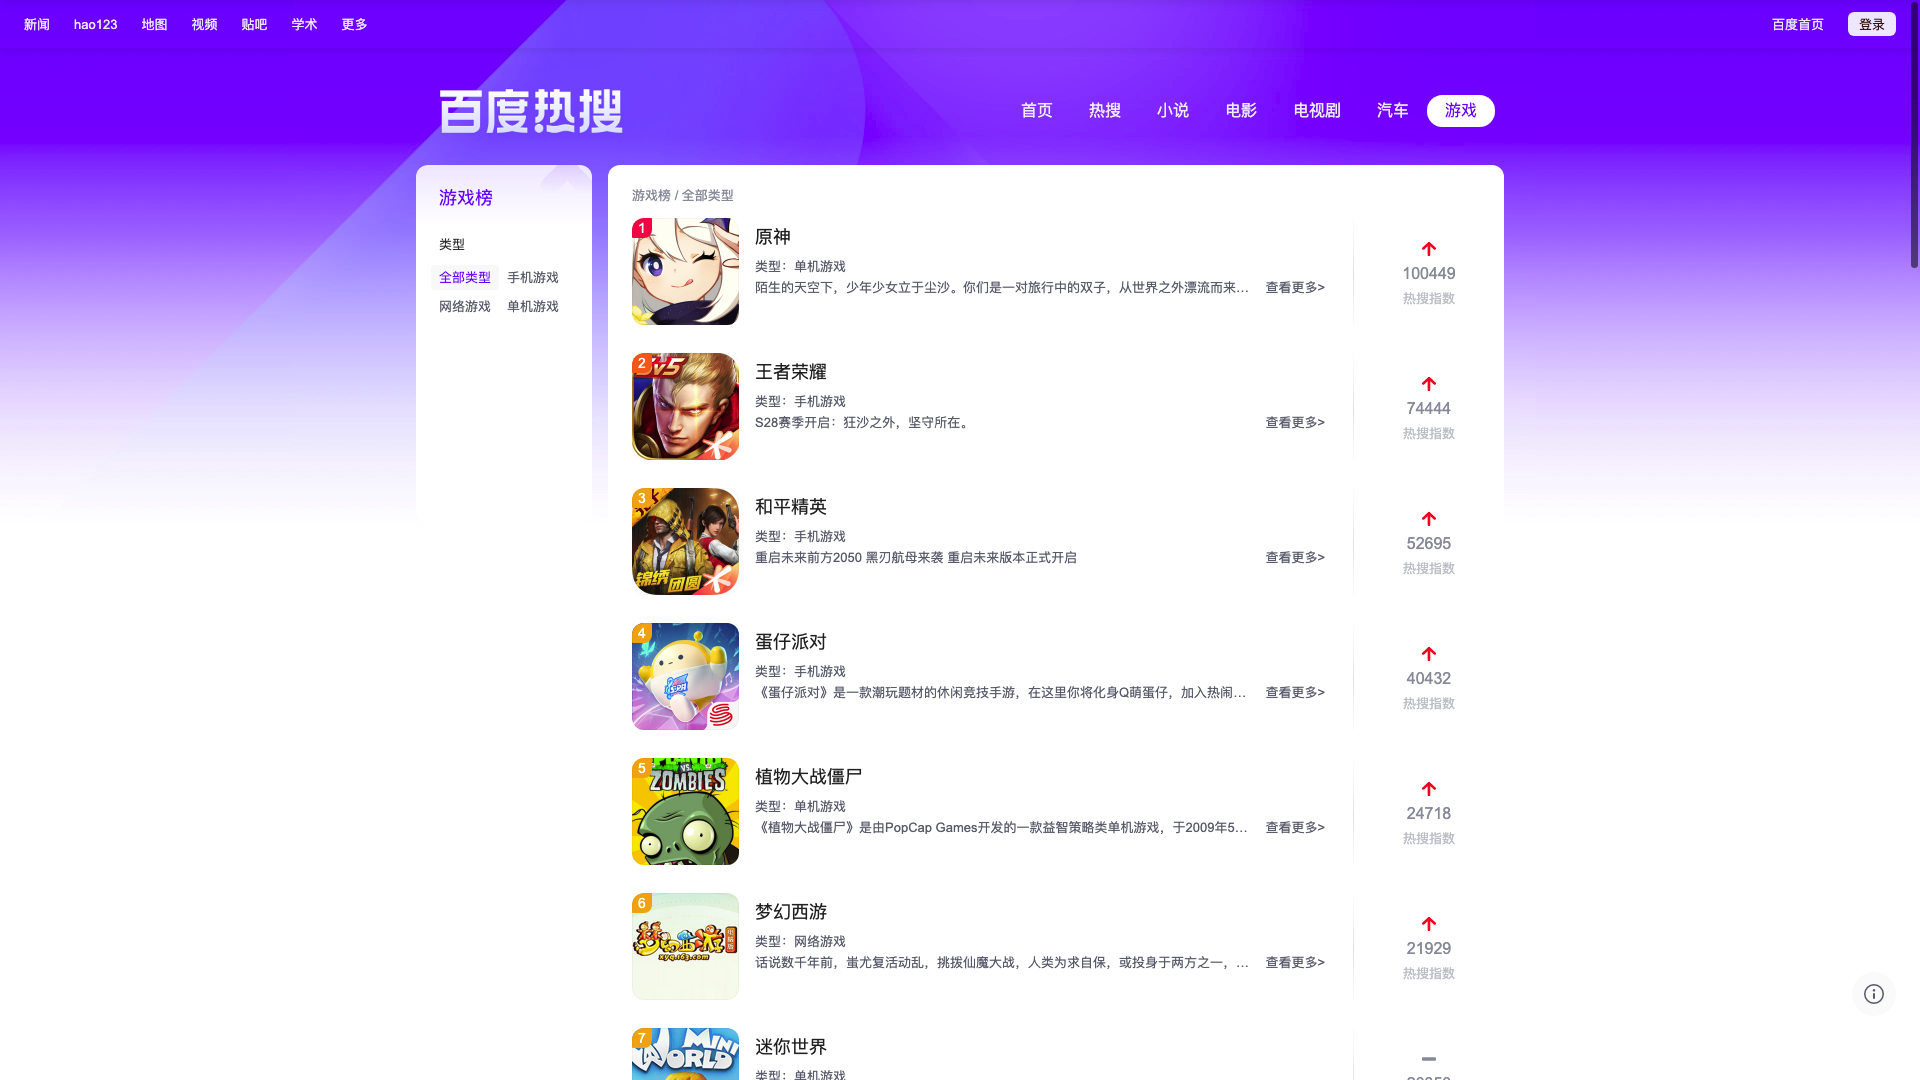 新闻 hao123 地图 视频 贴吧 学术 更多 百度首页 登录
百度热搜
首页 热搜 小说 电影 电视剧 汽车 游戏
游戏榜
类型
全部类型 手机游戏
网络游戏 单机游戏
游戏榜 / 全部类型
1
原神
类型：单机游戏
陌生的天空下，少年少女立于尘沙。你们是一对旅行中的双子，从世界之外漂流而来... 查看更多>
100449
热搜指数
2
王者荣耀
类型：手机游戏
S28赛季开启：狂沙之外，坚守所在。 查看更多>
74444
热搜指数
3
锦绣团圆
和平精英
类型：手机游戏
重启未来前方2050 黑刃航母来袭 重启未来版本正式开启 查看更多>
52695
热搜指数
4
蛋仔派对
类型：手机游戏
《蛋仔派对》是一款潮玩题材的休闲竞技手游，在这里你将化身Q萌蛋仔，加入热闹... 查看更多>
40432
热搜指数
5
VS.
ZOMBIES
植物大战僵尸
类型：单机游戏
《植物大战僵尸》是由PopCap Games开发的一款益智策略类单机游戏，于2009年5... 查看更多>
24718
热搜指数
6
梦幻西游
电脑版
xyq.163.com
梦幻西游
类型：网络游戏
话说数千年前，蚩尤复活动乱，挑拨仙魔大战，人类为求自保，或投身于两方之一，... 查看更多>
21929
热搜指数
7
MINI
WORLD
迷你世界
类型：单机游戏